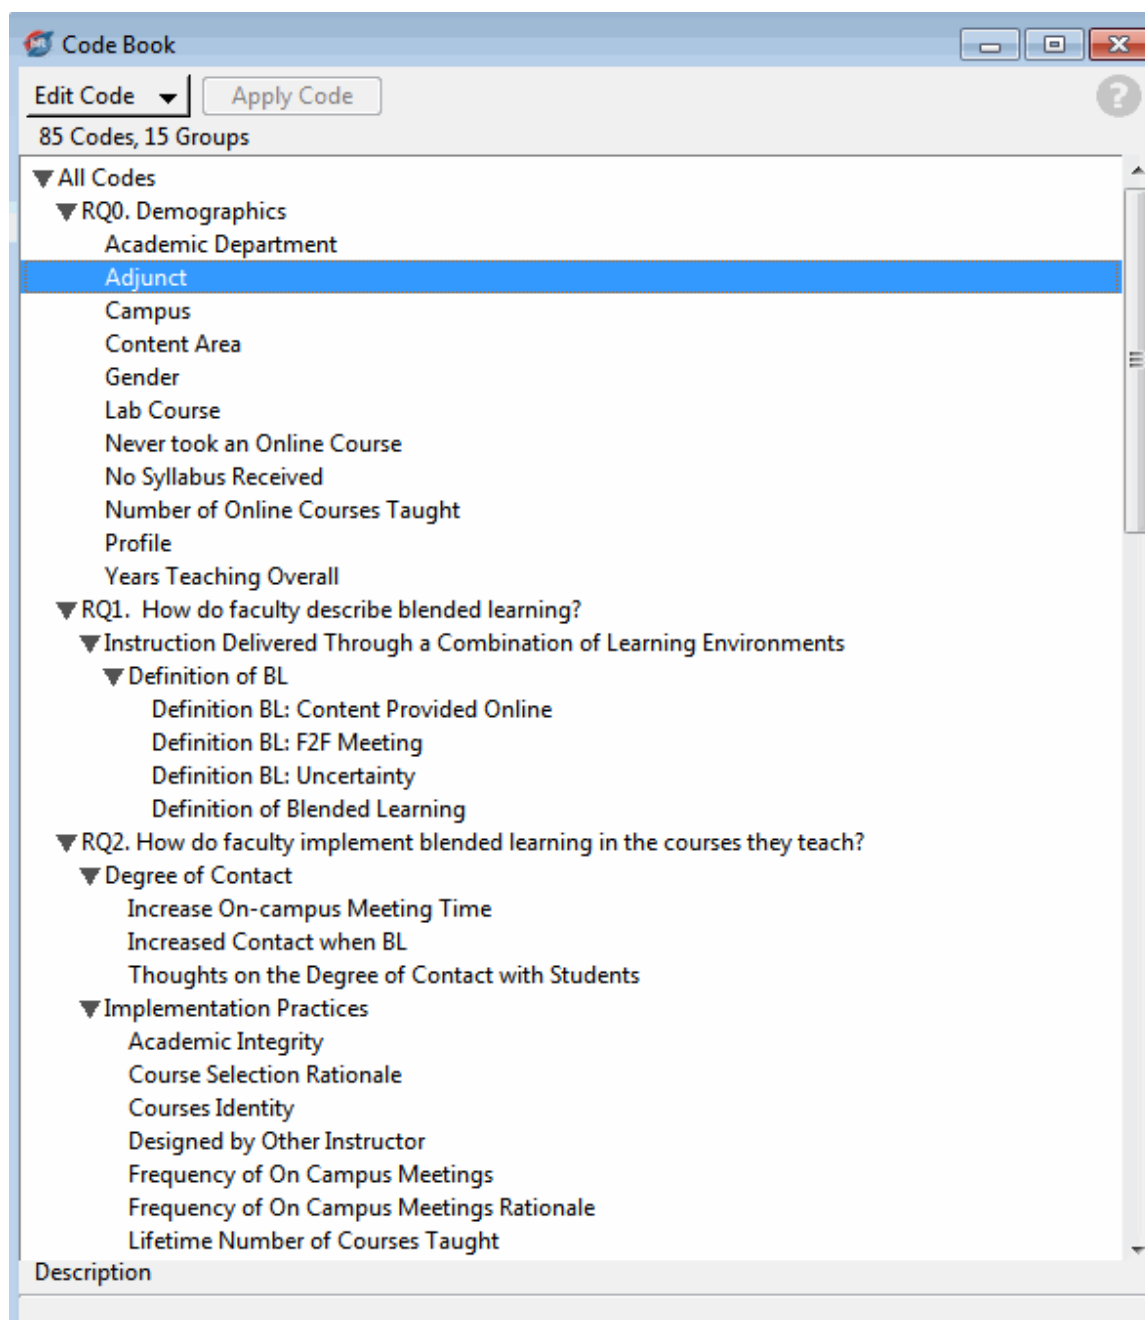 Code Book
Edit Code Apply Code ?
85 Codes, 15 Groups
All Codes
RQ0. Demographics
Academic Department
Adjunct
Campus
Content Area
Gender
Lab Course
Never took an Online Course
No Syllabus Received
Number of Online Courses Taught
Profile
Years Teaching Overall
RQ1.  How do faculty describe blended learning?
Instruction Delivered Through a Combination of Learning Environments
Definition of BL
Definition BL: Content Provided Online
Definition BL: F2F Meeting
Definition BL: Uncertainty
Definition of Blended Learning
RQ2. How do faculty implement blended learning in the courses they teach?
Degree of Contact
Increase On-campus Meeting Time
Increased Contact when BL
Thoughts on the Degree of Contact with Students
Implementation Practices
Academic Integrity
Course Selection Rationale
Courses Identity
Designed by Other Instructor
Frequency of On Campus Meetings
Frequency of On Campus Meetings Rationale
Lifetime Number of Courses Taught
Description